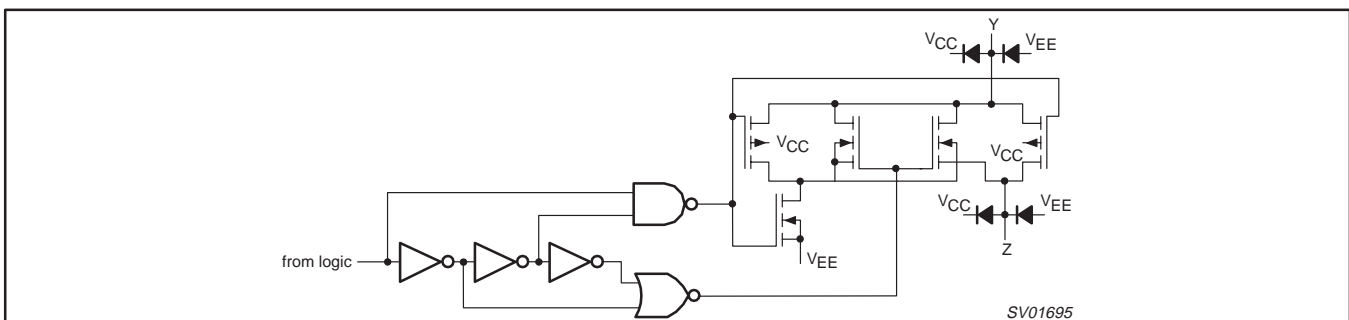 Y
VCC
VEE
VCC
VCC
VCC
VEE
from logic
VEE
Z
SV01695